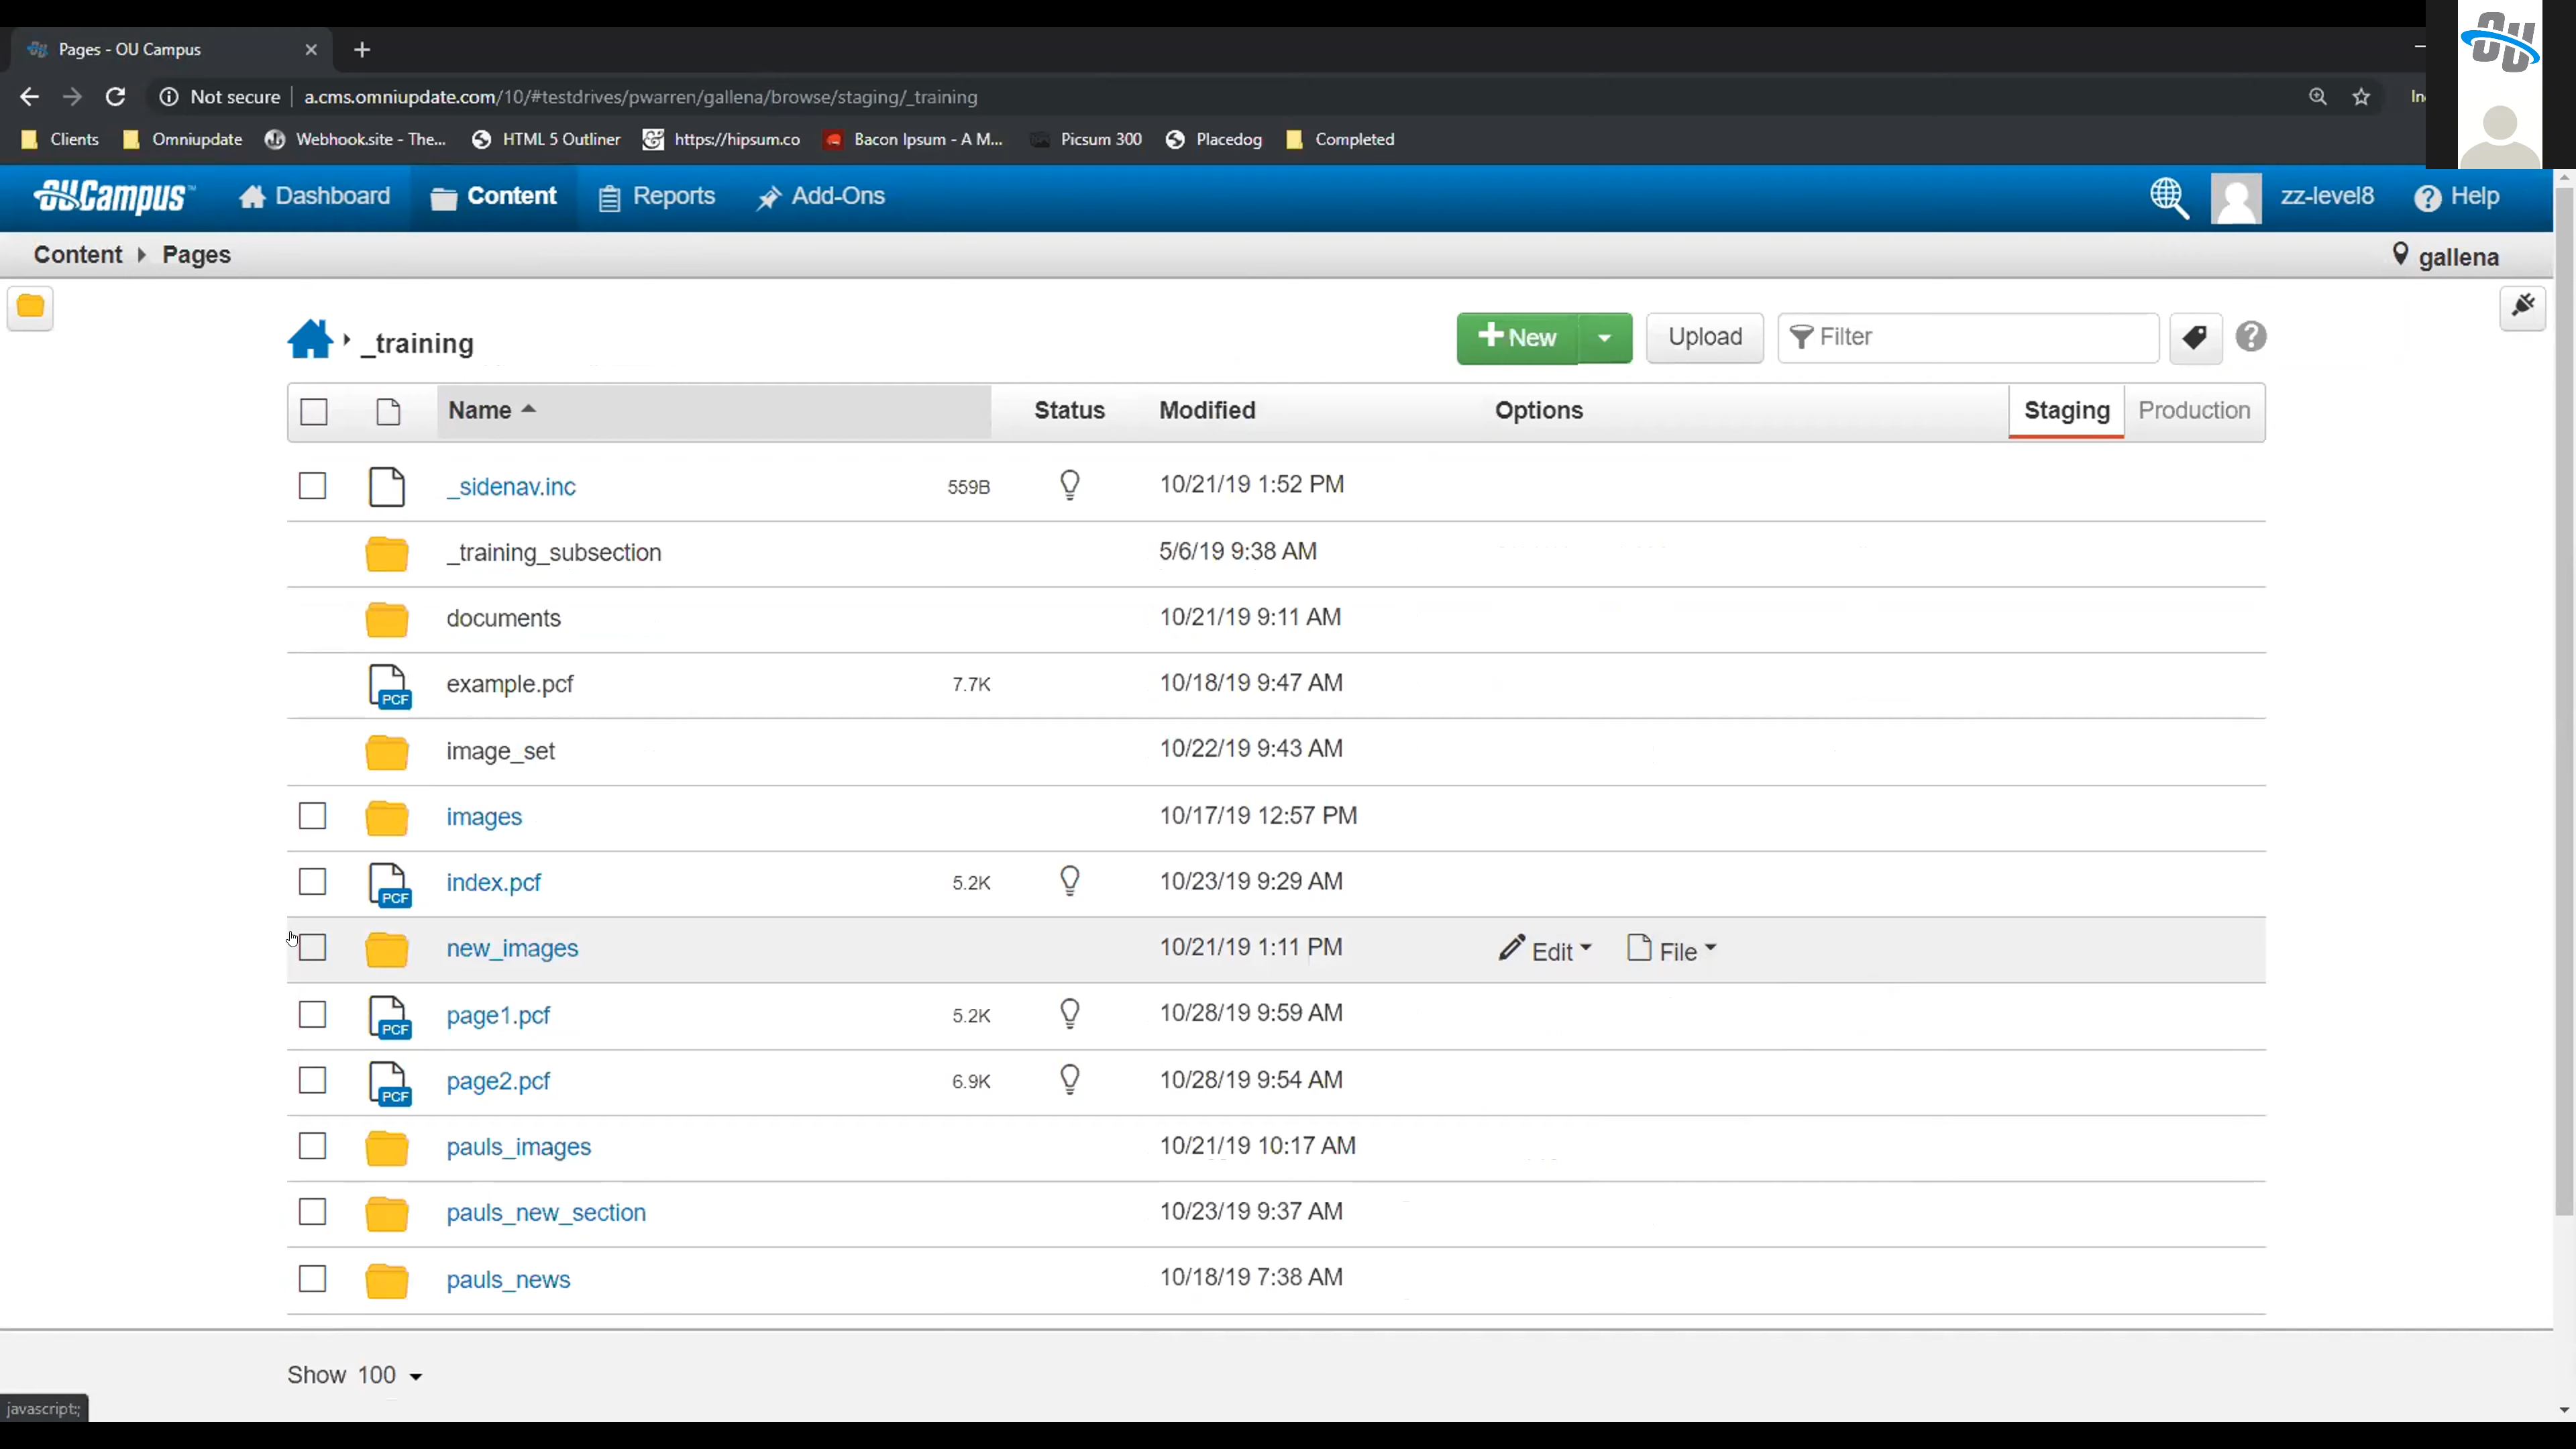 Pages - OU Campus
Not secure a.cms.omniupdate.com/10/#testdrives/pwarren/gallena/browse/staging/_training
Clients Omniupdate Webhook.site - The... HTML 5 Outliner https://hipsum.co Bacon Ipsum - A M... Picsum 300 Placedog Completed
OU
OUCampus™ Dashboard Content Reports Add-Ons zz-level8 Help
Content Pages gallena
_training New Upload Filter
Name Status Modified Options Staging Production
_sidenav.inc 559B 10/21/19 1:52 PM
_training_subsection 5/6/19 9:38 AM
documents 10/21/19 9:11 AM
PCF example.pcf 7.7K 10/18/19 9:47 AM
image_set 10/22/19 9:43 AM
images 10/17/19 12:57 PM
PCF index.pcf 5.2K 10/23/19 9:29 AM
new_images 10/21/19 1:11 PM Edit File
PCF page1.pcf 5.2K 10/28/19 9:59 AM
PCF page2.pcf 6.9K 10/28/19 9:54 AM
pauls_images 10/21/19 10:17 AM
pauls_new_section 10/23/19 9:37 AM
pauls_news 10/18/19 7:38 AM
Show 100
javascript:;